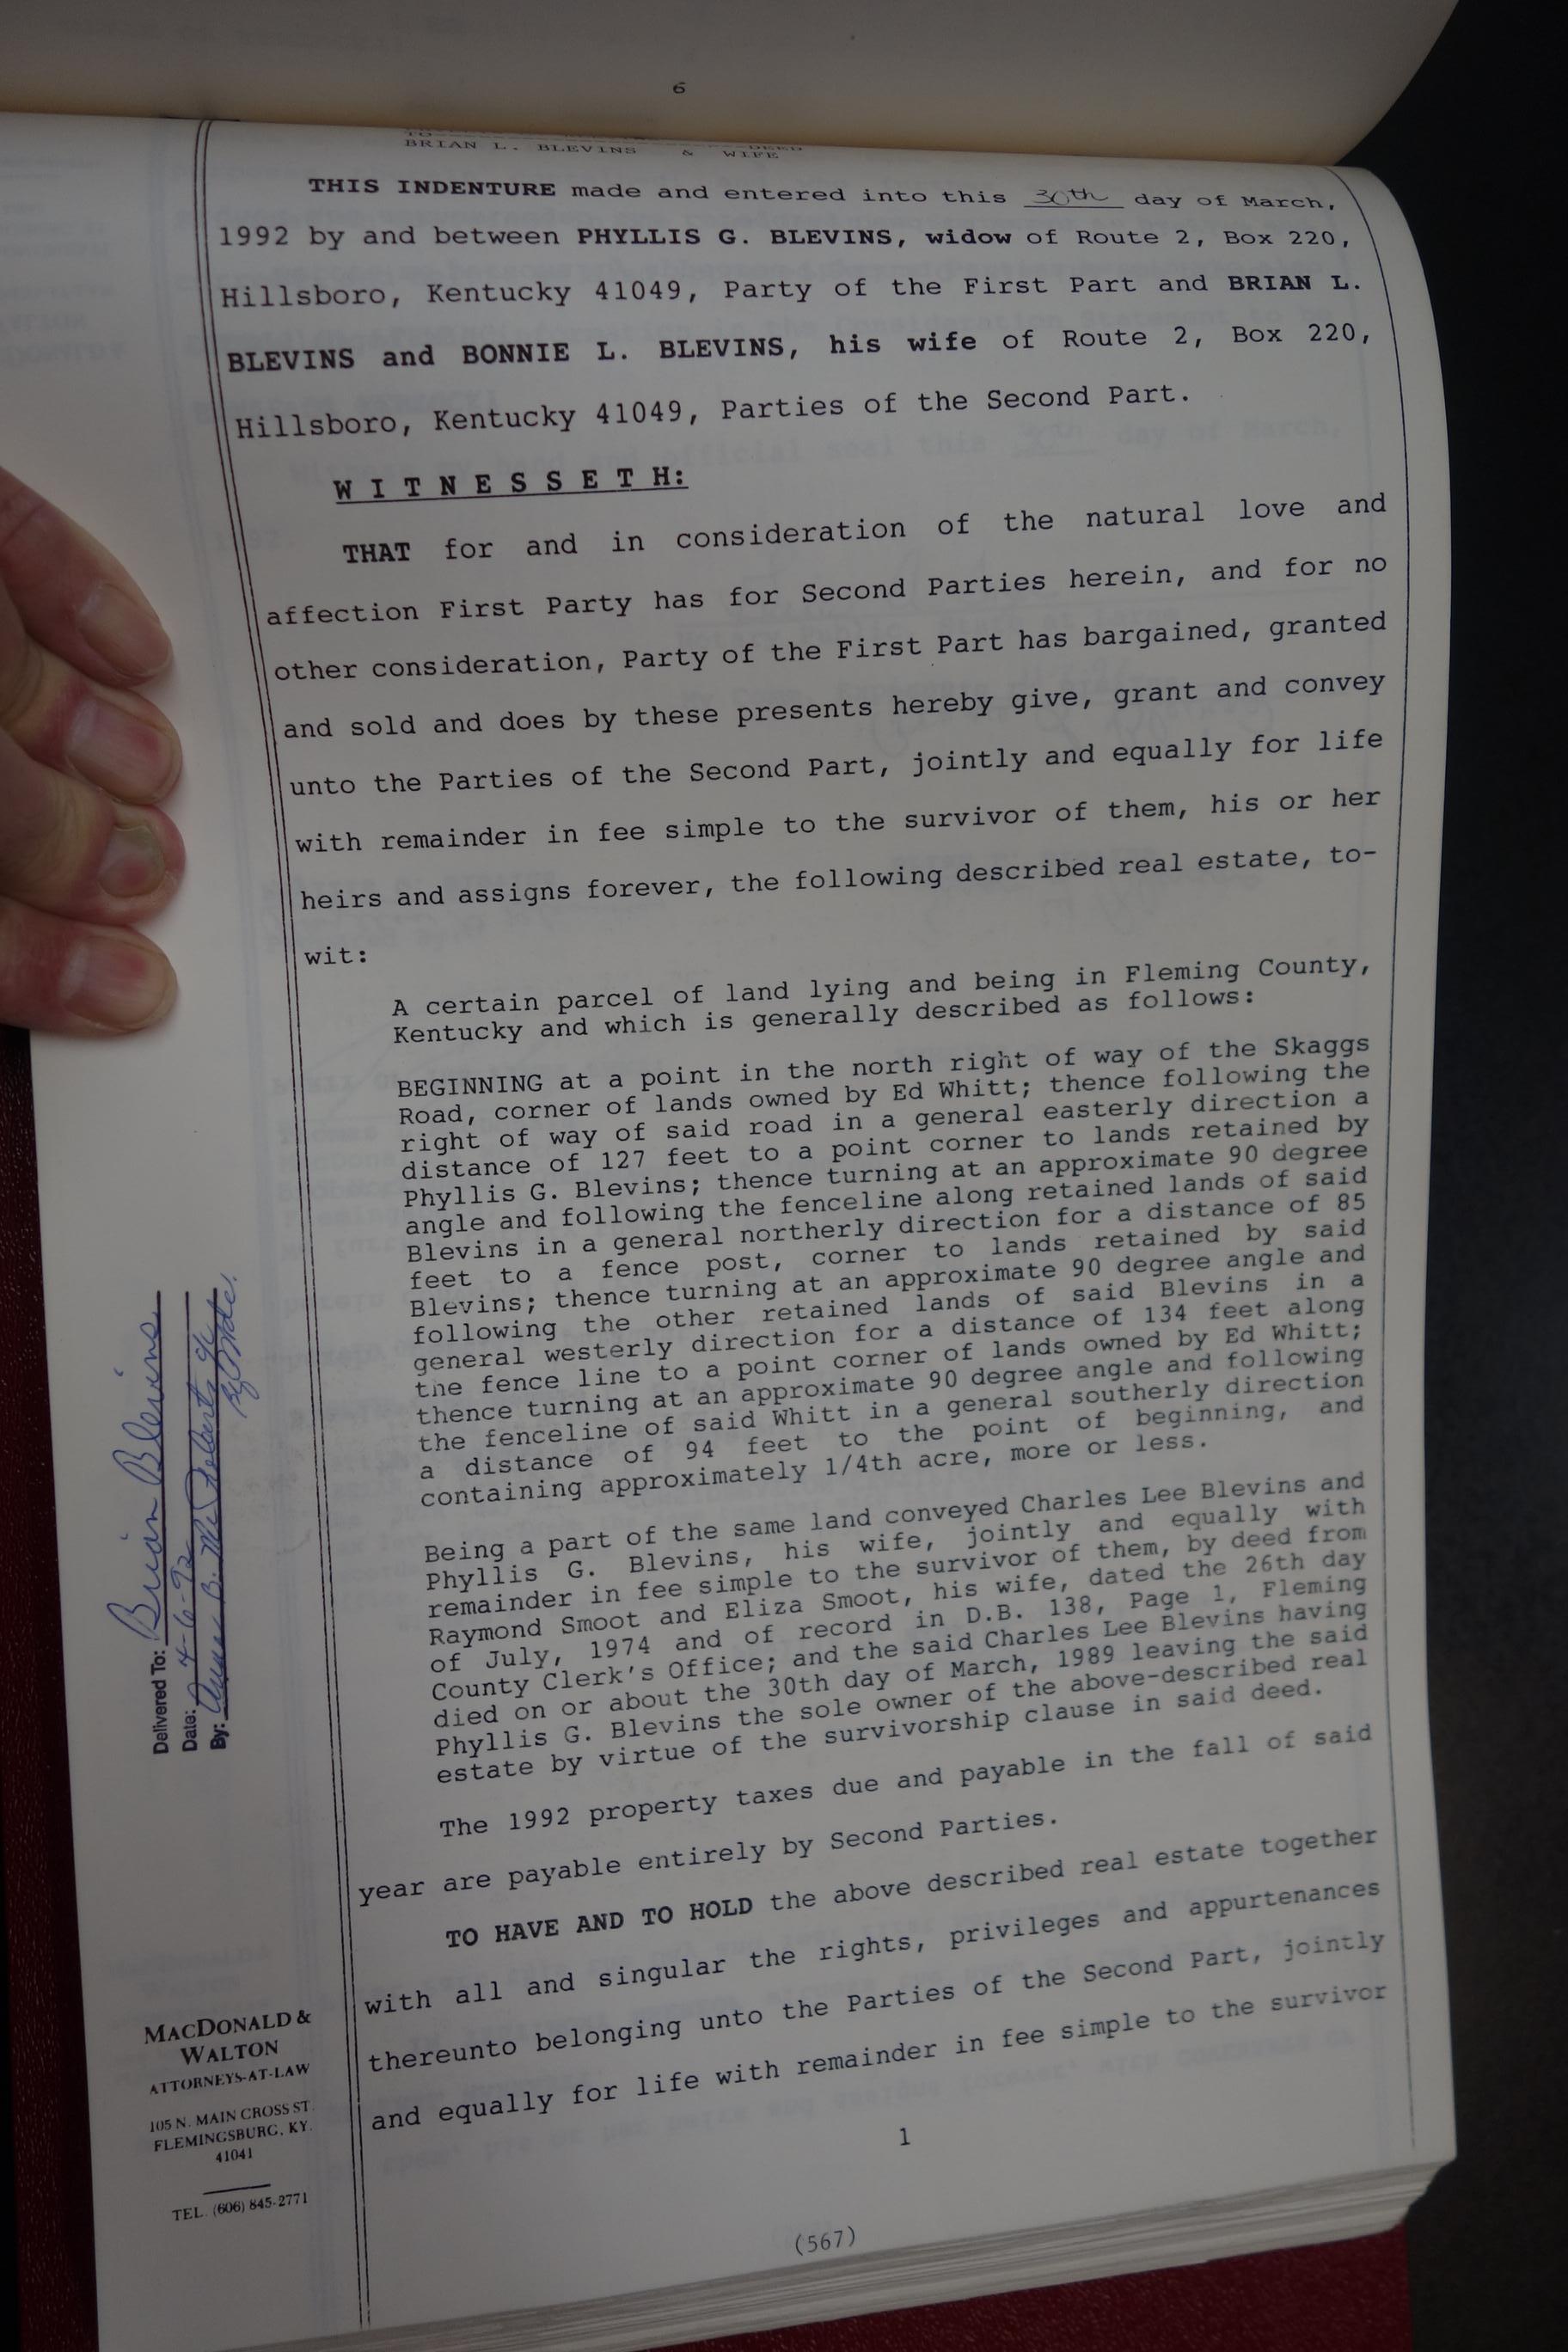 6
BRIAN L. BLEVINS & WIFE
THIS INDENTURE made and entered into this 30th day of March,
1992 by and between PHYLLIS G. BLEVINS, widow of Route 2, Box 220,
Hillsboro, Kentucky 41049, Party of the First Part and BRIAN L.
BLEVINS and BONNIE L. BLEVINS, his wife of Route 2, Box 220,
Hillsboro, Kentucky 41049, Parties of the Second Part.
W I T N E S S E T H:
THAT for and in consideration of the natural love and
affection First Party has for Second Parties herein, and for no
other consideration, Party of the First Part has bargained, granted
and sold and does by these presents hereby give, grant and convey
unto the Parties of the Second Part, jointly and equally for life
with remainder in fee simple to the survivor of them, his or her
heirs and assigns forever, the following described real estate, to-
wit:
A certain parcel of land lying and being in Fleming County,
Kentucky and which is generally described as follows:
BEGINNING at a point in the north right of way of the Skaggs
Road, corner of lands owned by Ed Whitt; thence following the
right of way of said road in a general easterly direction a
distance of 127 feet to a point corner to lands retained by
Phyllis G. Blevins; thence turning at an approximate 90 degree
angle and following the fenceline along retained lands of said
Blevins in a general northerly direction for a distance of 85
feet to a fence post, corner to lands retained by said
Blevins; thence turning at an approximate 90 degree angle and
following the other retained lands of said Blevins in a
general westerly direction for a distance of 134 feet along
the fence line to a point corner of lands owned by Ed Whitt;
thence turning at an approximate 90 degree angle and following
the fenceline of said Whitt in a general southerly direction
a distance of 94 feet to the point of beginning, and
containing approximately 1/4th acre, more or less.
Being a part of the same land conveyed Charles Lee Blevins and
Phyllis G. Blevins, his wife, jointly and equally with
remainder in fee simple to the survivor of them, by deed from
Raymond Smoot and Eliza Smoot, his wife, dated the 26th day
of July, 1974 and of record in D.B. 138, Page 1, Fleming
County Clerk's Office; and the said Charles Lee Blevins having
died on or about the 30th day of March, 1989 leaving the said
Phyllis G. Blevins the sole owner of the above-described real
estate by virtue of the survivorship clause in said deed.
The 1992 property taxes due and payable in the fall of said
year are payable entirely by Second Parties.
TO HAVE AND TO HOLD the above described real estate together
with all and singular the rights, privileges and appurtenances
thereunto belonging unto the Parties of the Second Part, jointly
and equally for life with remainder in fee simple to the survivor
1
(567)
Delivered To: Brian Blevins
Date: 4-6-92
By:
MACDONALD &
WALTON
ATTORNEYS-AT-LAW
105 N. MAIN CROSS ST.
FLEMINGSBURG, KY.
41041
TEL. (606) 845-2771